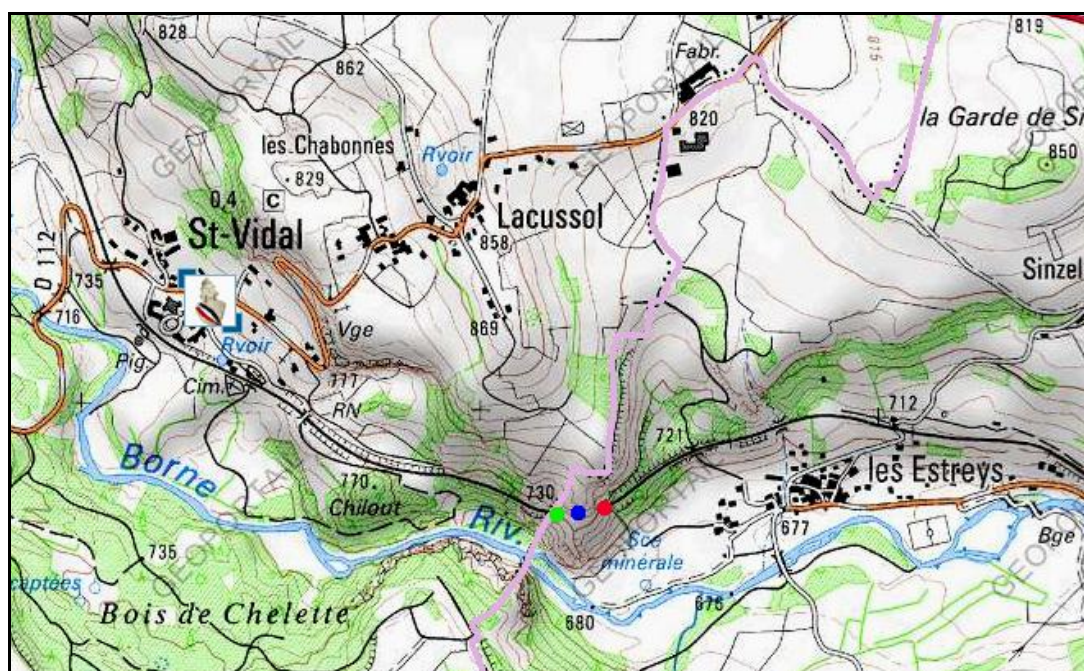 828
862
Fabr.
815
819
GEOPORTAIL
GEOPORTAIL
820
la Garde de Si
850
les Chabonnes
Rvoir
829
0,4
C
Lacussol
St-Vidal
858
Sinzel
D 112
735
716
869
Vge
Rvoir
Pig.
Cim.
777
RN
712
721
Borne
les Estreys
770
Chilout
730
Riv.
677
Bge
735
Sce
minérale
captées
676
Bois de Chelette
680
GEOPORTAIL
GEOPORTAIL